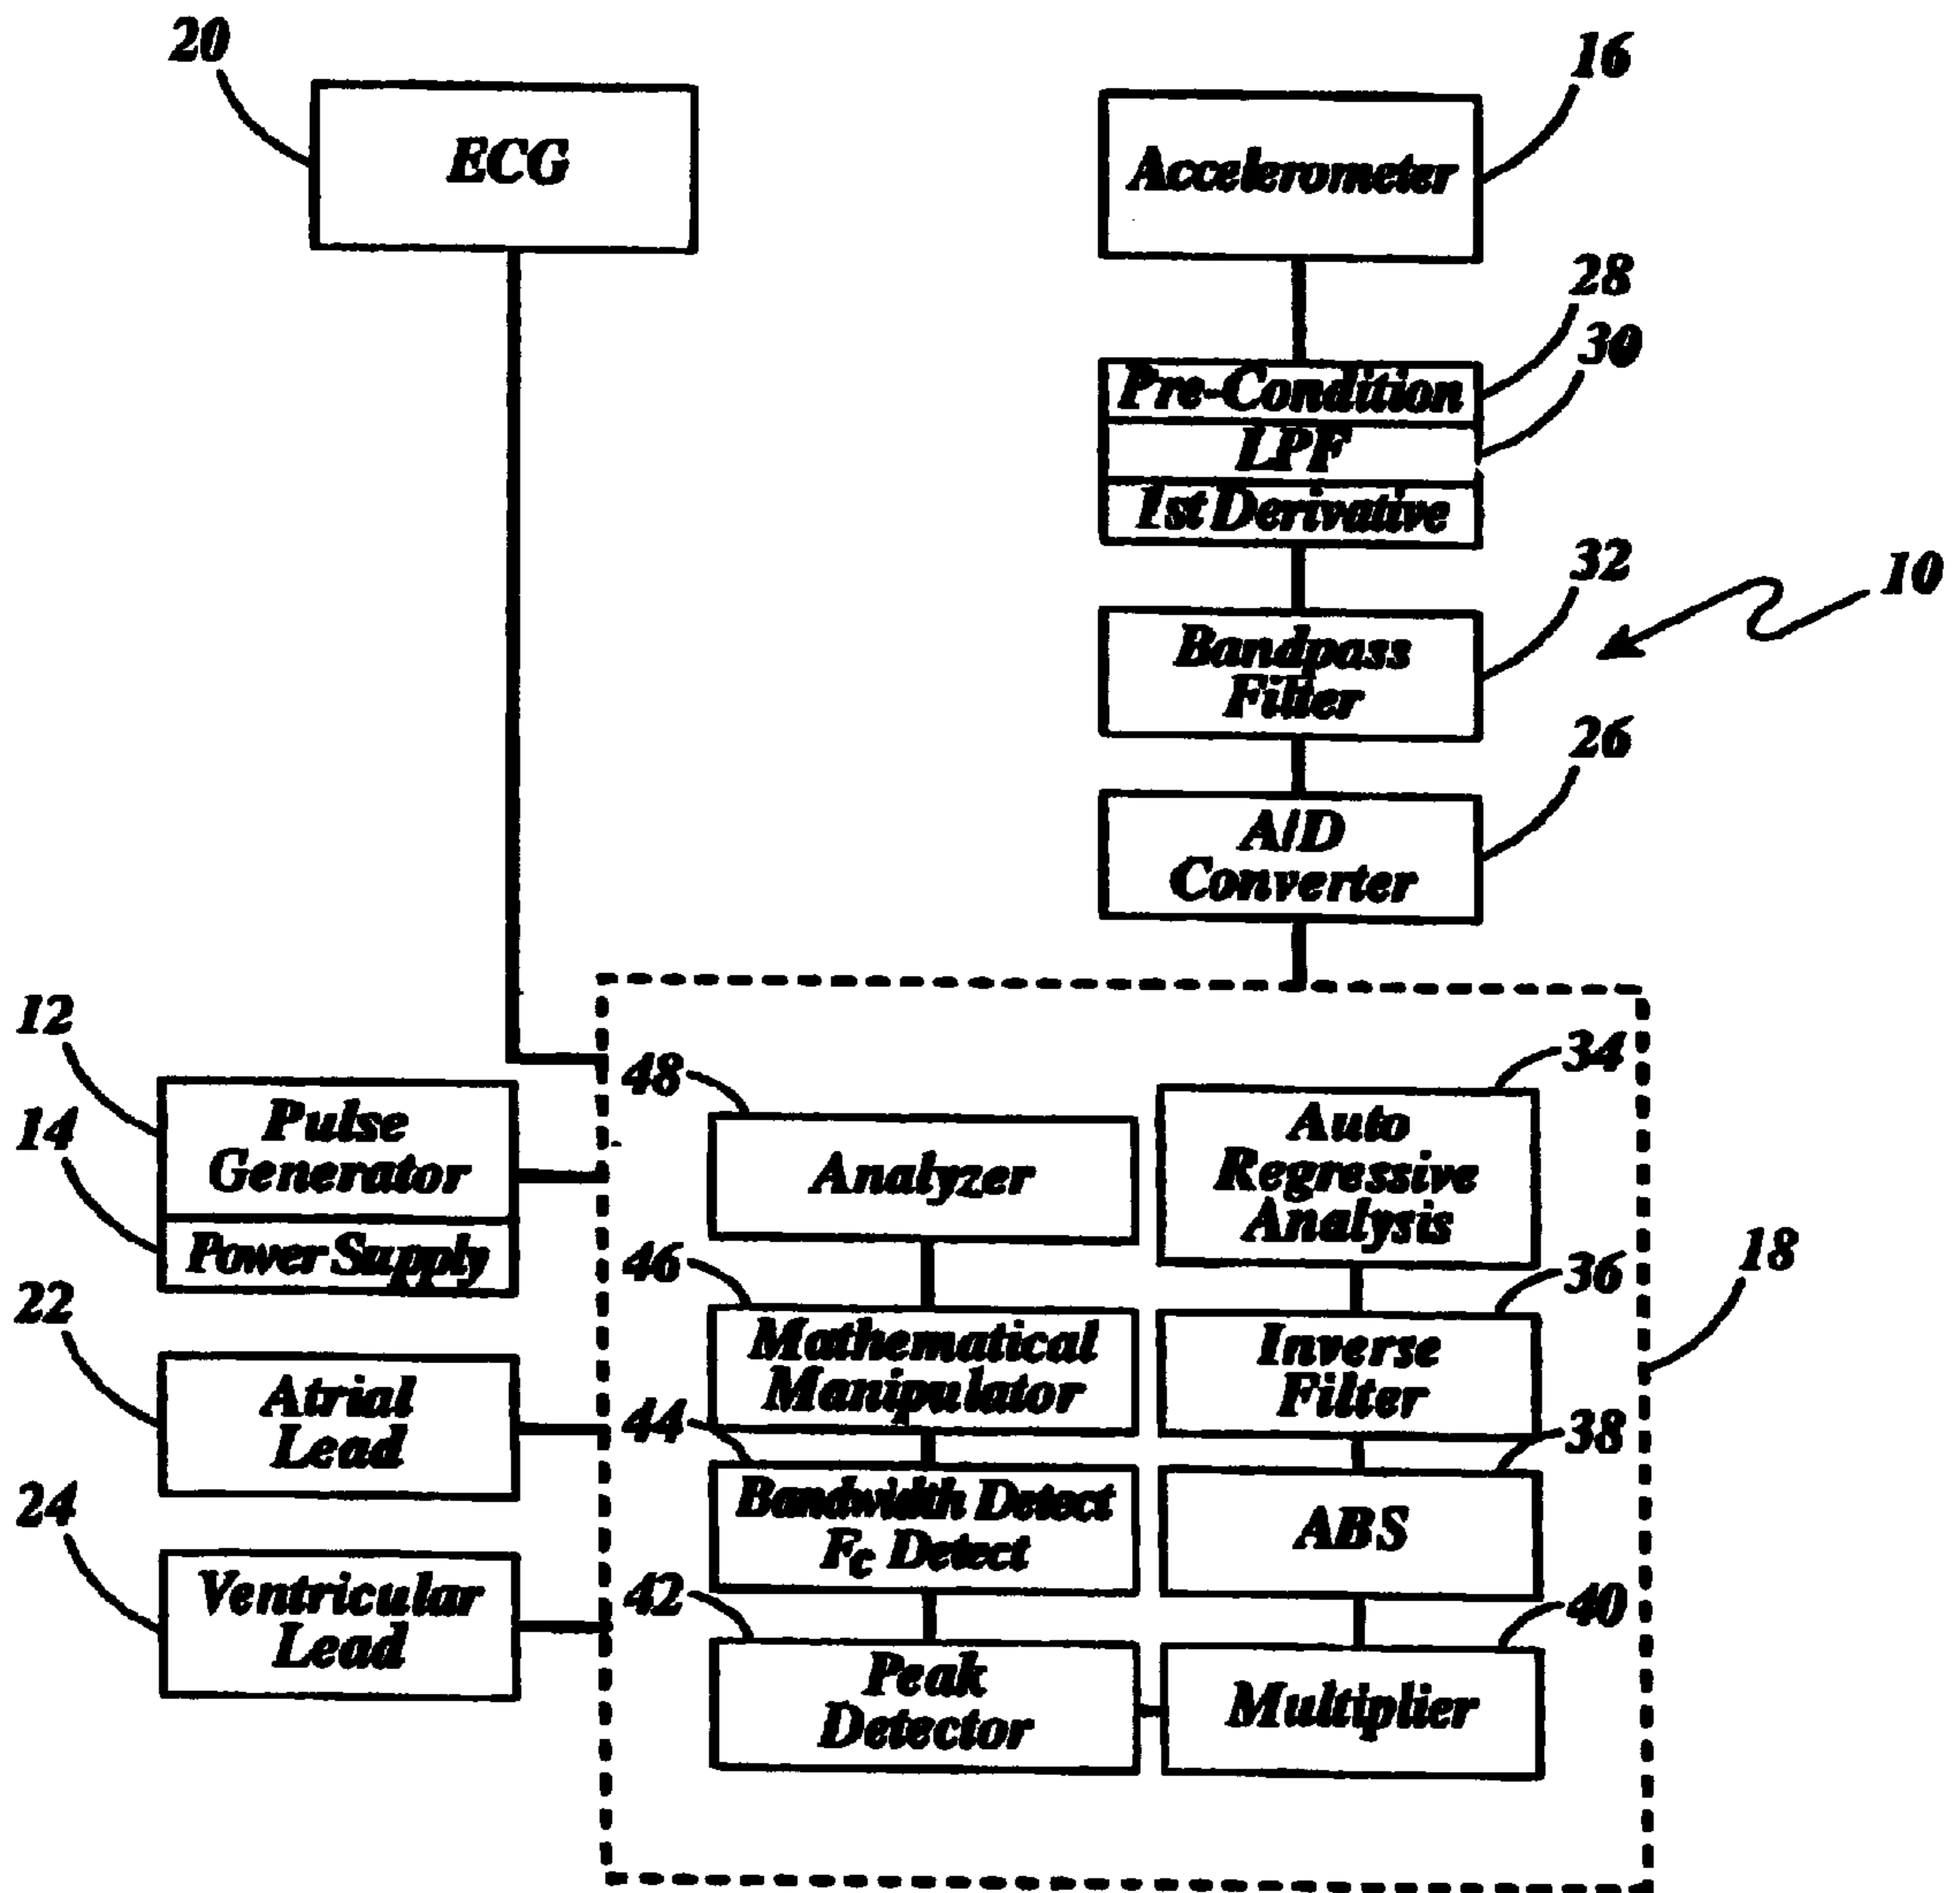 20
ECG
16
Accelerometer
28
30
Pre-Condition
LPF
1st Derivative
32
10
Bandpass
Filter
26
A/D
Converter
12
14
Pulse
Generator
Power Supply
22
Atrial
Lead
24
Ventricular
Lead
48
Analyzer
34
Auto
Regressive
Analysis
18
46
Mathematical
Manipulator
36
Inverse
Filter
44
Bandwidth Detect
Fc Detect
38
ABS
42
Peak
Detector
40
Multiplier